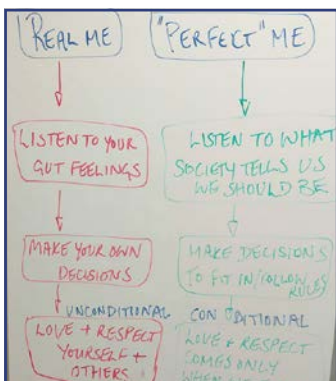 REAL ME
"PERFECT" ME
LISTEN TO YOUR
GUT FEELINGS
LISTEN TO WHAT
SOCIETY TELLS US
WE SHOULD BE
MAKE YOUR OWN
DECISIONS
MAKE DECISIONS
TO FIT IN/FOLLOW
RULES
UNCONDITIONAL
LOVE + RESPECT
YOURSELF +
OTHERS
CONDITIONAL
LOVE + RESPECT
COMES ONLY
WHEN